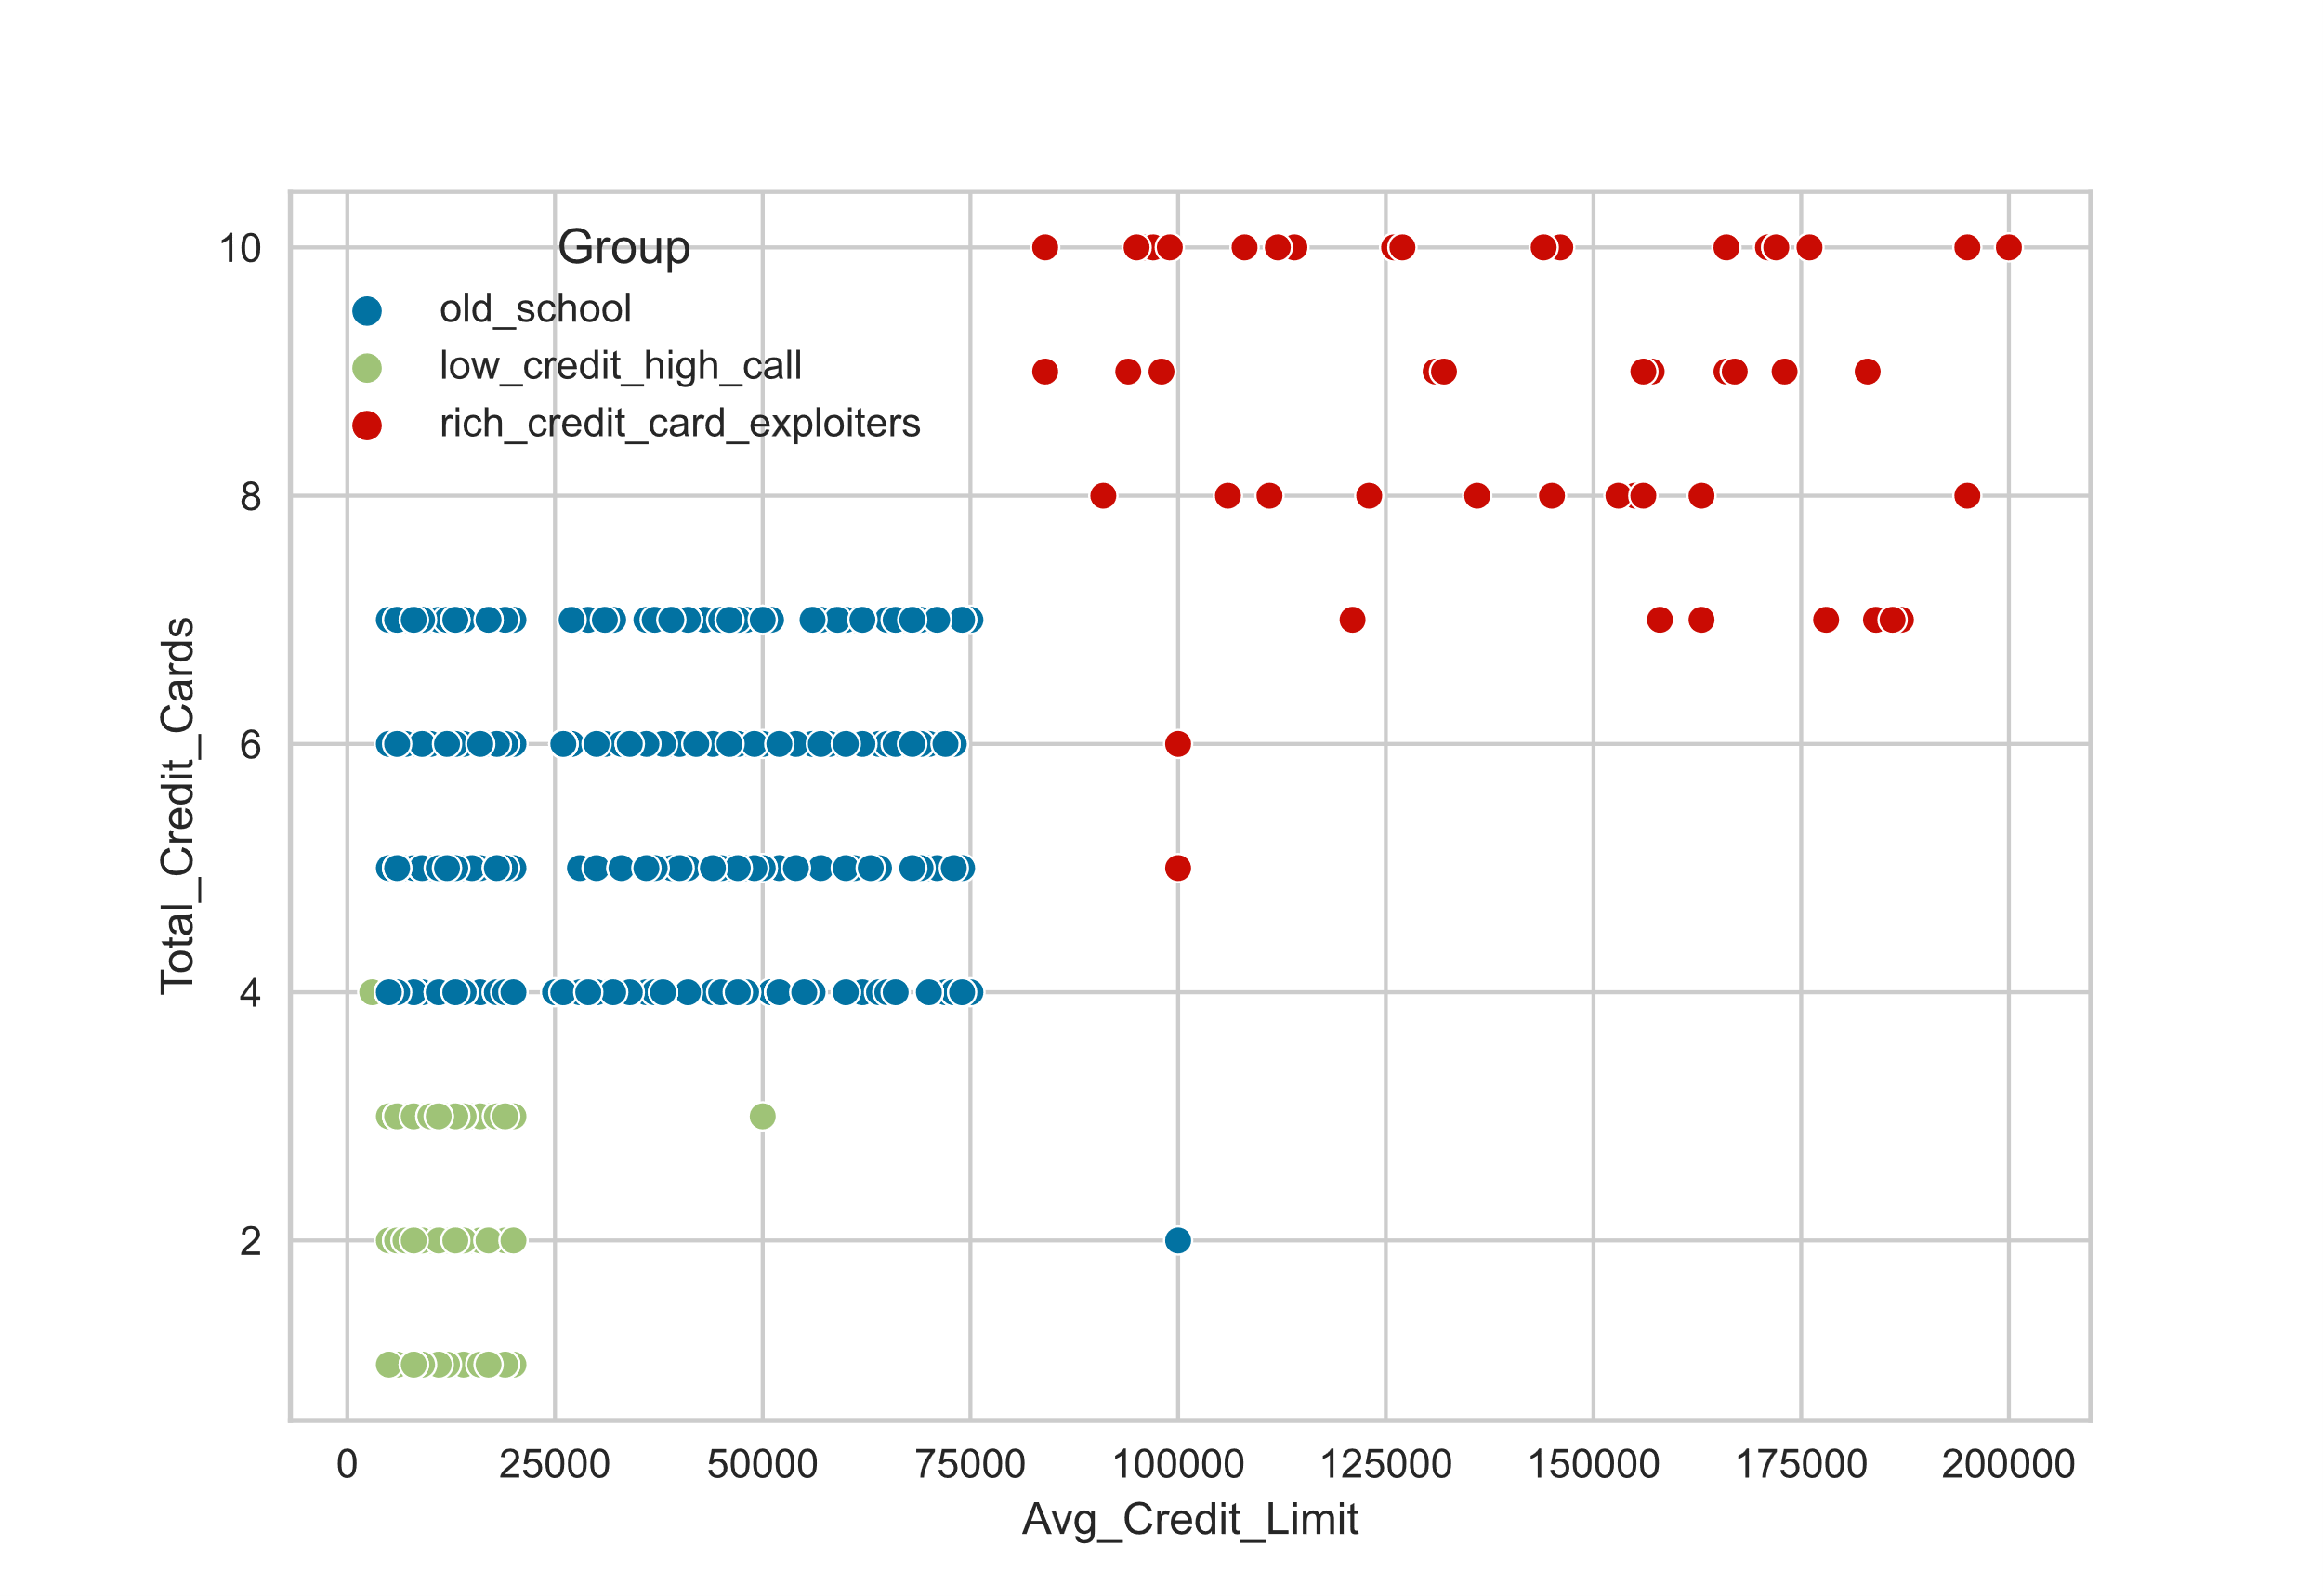 Group
old_school
low_credit_high_call
rich_credit_card_exploiters
10
8
6
4
2
Total_Credit_Cards
0 25000 50000 75000 100000 125000 150000 175000 200000
Avg_Credit_Limit